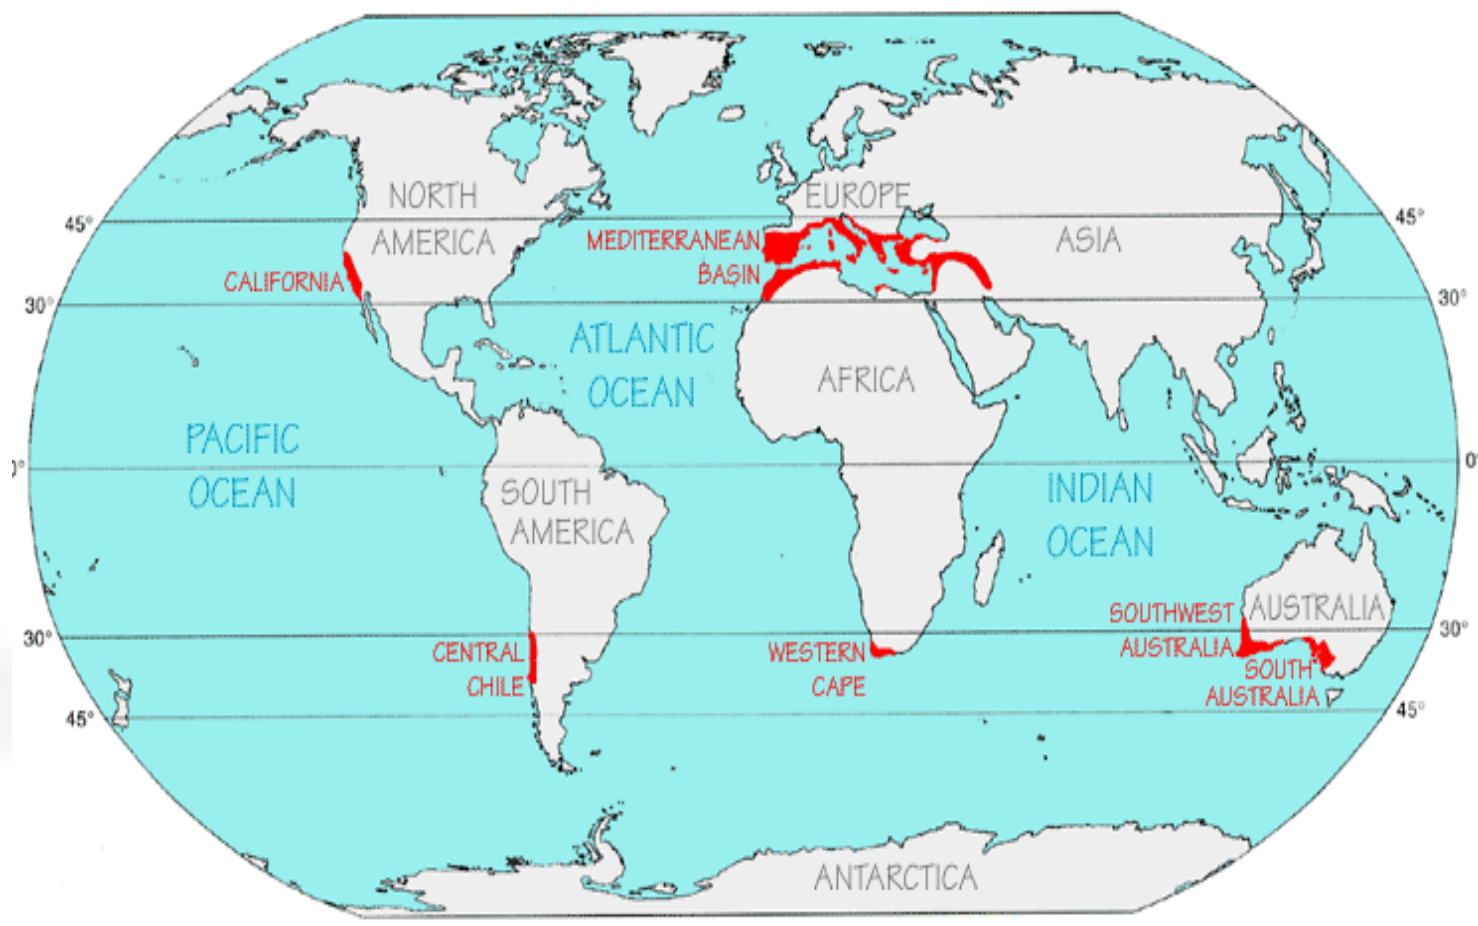 NORTH
AMERICA
EUROPE
ASIA
45°
45°
MEDITERRANEAN
BASIN
CALIFORNIA
30°
30°
ATLANTIC
OCEAN
AFRICA
PACIFIC
OCEAN
0°
0°
SOUTH
AMERICA
INDIAN
OCEAN
SOUTHWEST
AUSTRALIA
AUSTRALIA
30°
30°
CENTRAL
CHILE
WESTERN
CAPE
SOUTH
AUSTRALIA
45°
45°
ANTARCTICA